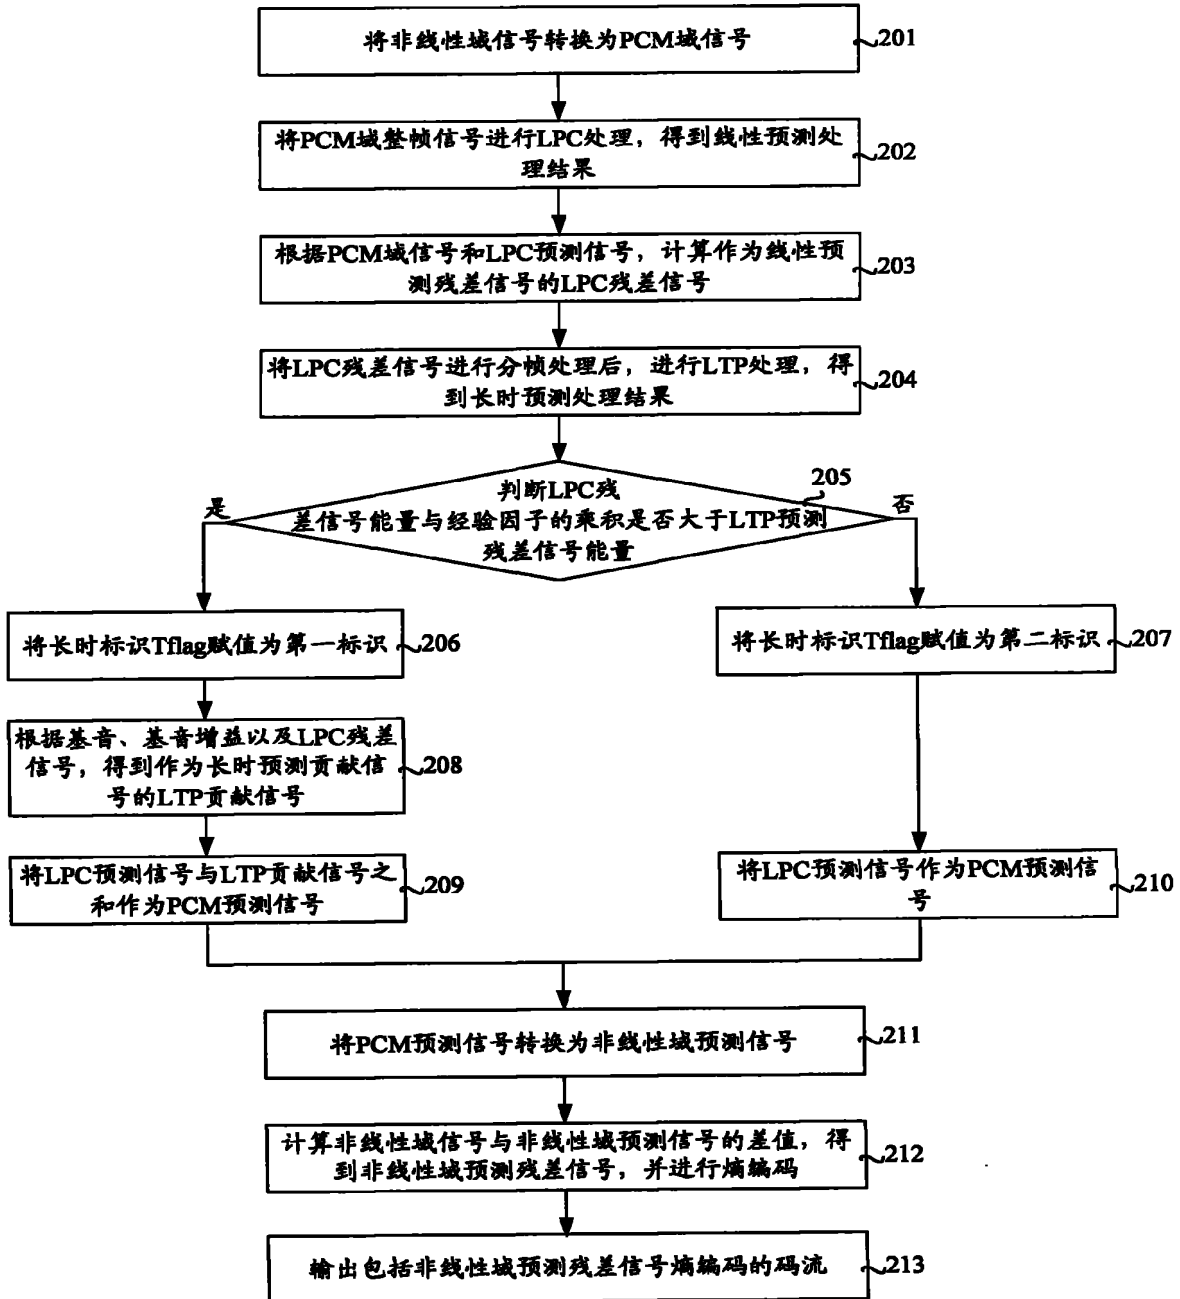 将非线性域信号转换为PCM域信号
201
将PCM域整帧信号进行LPC处理，得到线性预测处
理结果
202
根据PCM域信号和LPC预测信号，计算作为线性预
测残差信号的LPC残差信号
203
将LPC残差信号进行分帧处理后，进行LTP处理，得
到长时预测处理结果
204
205
判断LPC残
差信号能量与经验因子的乘积是否大于LTP预测
残差信号能量
是
否
将长时标识Tflag赋值为第一标识
206
将长时标识Tflag赋值为第二标识
207
根据基音、基音增益以及LPC残差
信号，得到作为长时预测贡献信
号的LTP贡献信号
208
将LPC预测信号与LTP贡献信号之
和作为PCM预测信号
209
将LPC预测信号作为PCM预测信
号
210
将PCM预测信号转换为非线性域预测信号
211
计算非线性域信号与非线性域预测信号的差值，得
到非线性域预测残差信号，并进行熵编码
212
输出包括非线性域预测残差信号熵编码的码流
213